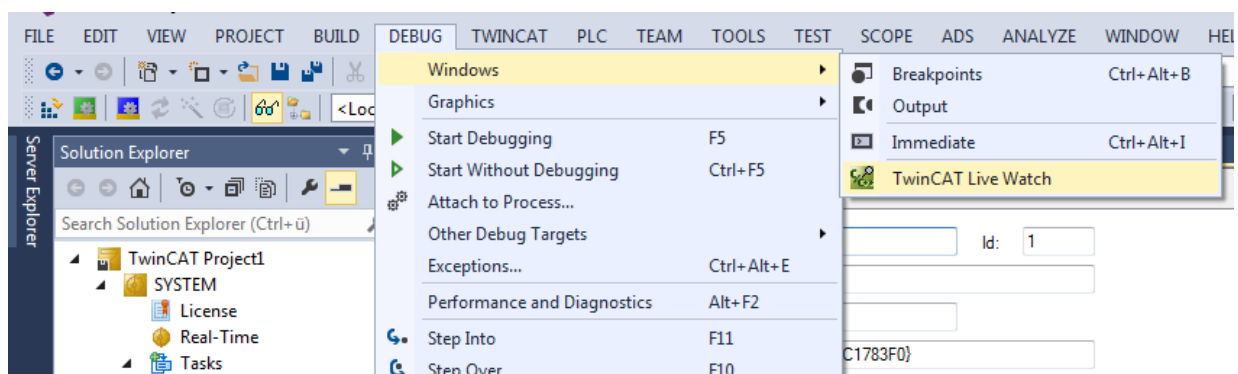 FILE EDIT VIEW PROJECT BUILD DEBUG TWINCAT PLC TEAM TOOLS TEST SCOPE ADS ANALYZE WINDOW HEL
Windows
Breakpoints Ctrl+Alt+B
Graphics
Output
<Loc
Start Debugging F5
Immediate Ctrl+Alt+I
Server Explorer
Solution Explorer
Start Without Debugging Ctrl+F5
TwinCAT Live Watch
Attach to Process...
Search Solution Explorer (Ctrl+ü)
Other Debug Targets
Id: 1
TwinCAT Project1
Exceptions... Ctrl+Alt+E
SYSTEM
License
Performance and Diagnostics Alt+F2
Real-Time
Step Into F11
C1783F0}
Tasks
Step Over F10